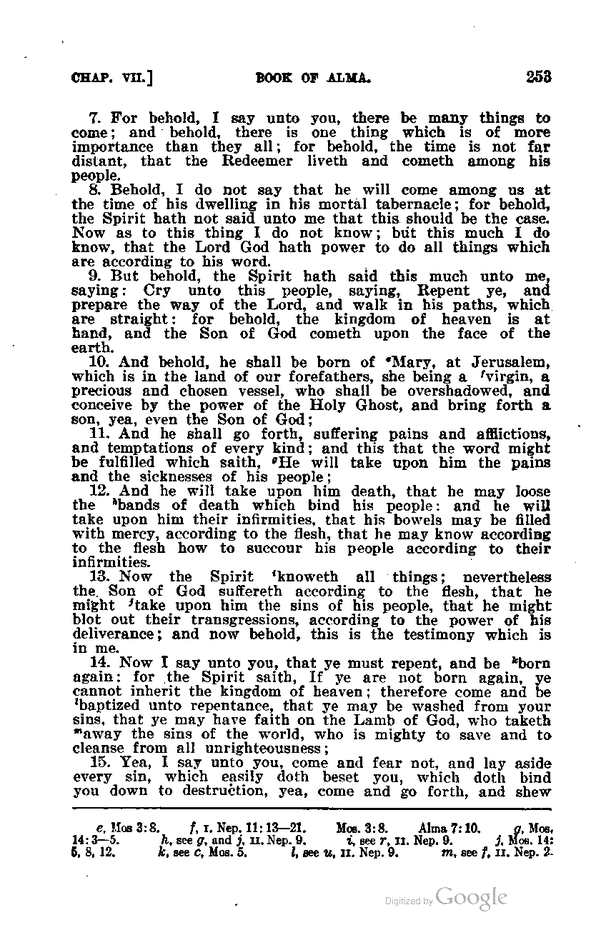 CHAP. VII.] BOOK OF ALMA. 253
7. For behold, I say unto you, there be many things to
come; and behold, there is one thing which is of more
importance than they all; for behold, the time is not far
distant, that the Redeemer liveth and cometh among his
people.
8. Behold, I do not say that he will come among us at
the time of his dwelling in his mortal tabernacle; for behold,
the Spirit hath not said unto me that this should be the case.
Now as to this thing I do not know; but this much I do
know, that the Lord God hath power to do all things which
are according to his word.
9. But behold, the Spirit hath said this much unto me,
saying: Cry unto this people, saying, Repent ye, and
prepare the way of the Lord, and walk in his paths, which
are straight: for behold, the kingdom of heaven is at
hand, and the Son of God cometh upon the face of the
earth.
10. And behold, he shall be born of eMary, at Jerusalem,
which is in the land of our forefathers, she being a fvirgin, a
precious and chosen vessel, who shall be overshadowed, and
conceive by the power of the Holy Ghost, and bring forth a
son, yea, even the Son of God;
11. And he shall go forth, suffering pains and afflictions,
and temptations of every kind; and this that the word might
be fulfilled which saith, gHe will take upon him the pains
and the sicknesses of his people;
12. And he will take upon him death, that he may loose
the hbands of death which bind his people: and he will
take upon him their infirmities, that his bowels may be filled
with mercy, according to the flesh, that he may know according
to the flesh how to succour his people according to their
infirmities.
13. Now the Spirit iknoweth all things; nevertheless
the Son of God suffereth according to the flesh, that he
might jtake upon him the sins of his people, that he might
blot out their transgressions, according to the power of his
deliverance; and now behold, this is the testimony which is
in me.
14. Now I say unto you, that ye must repent, and be kborn
again: for the Spirit saith, If ye are not born again, ye
cannot inherit the kingdom of heaven; therefore come and be
lbaptized unto repentance, that ye may be washed from your
sins, that ye may have faith on the Lamb of God, who taketh
maway the sins of the world, who is mighty to save and to
cleanse from all unrighteousness;
15. Yea, I say unto you, come and fear not, and lay aside
every sin, which easily doth beset you, which doth bind
you down to destruction, yea, come and go forth, and shew
e, Mos 3:8. f, I. Nep. 11:13—21. Mos. 3:8. Alma 7:10. g, Mos.
14:3—5. h, see g, and j, II. Nep. 9. i, see r, II. Nep. 9. j, Mos. 14:
5, 8, 12. k, see c, Mos. 5. l, see u, II. Nep. 9. m, see f, II. Nep. 2.
Digitized by Google